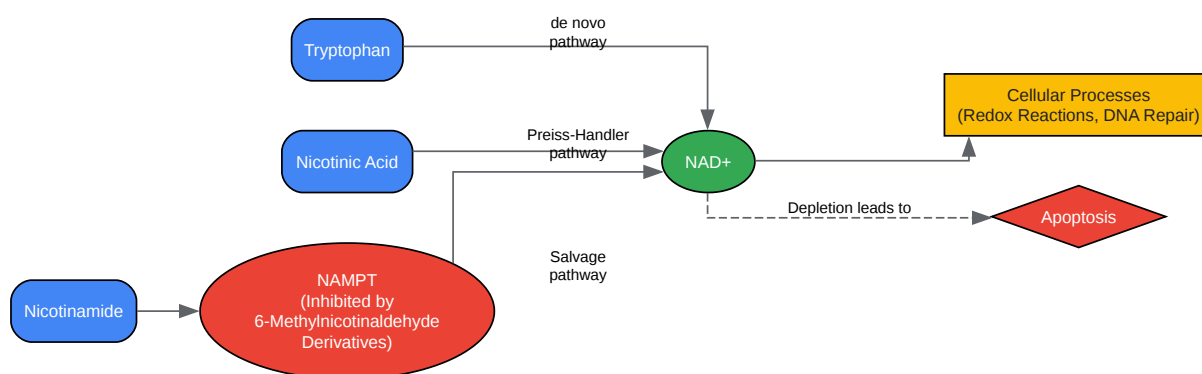 de novo
pathway
Tryptophan
Cellular Processes
(Redox Reactions, DNA Repair)
Preiss-Handler
pathway
Nicotinic Acid
NAD+
Depletion leads to
Apoptosis
Salvage
pathway
Nicotinamide
NAMPT
(Inhibited by
6-Methylnicotinaldehyde
Derivatives)